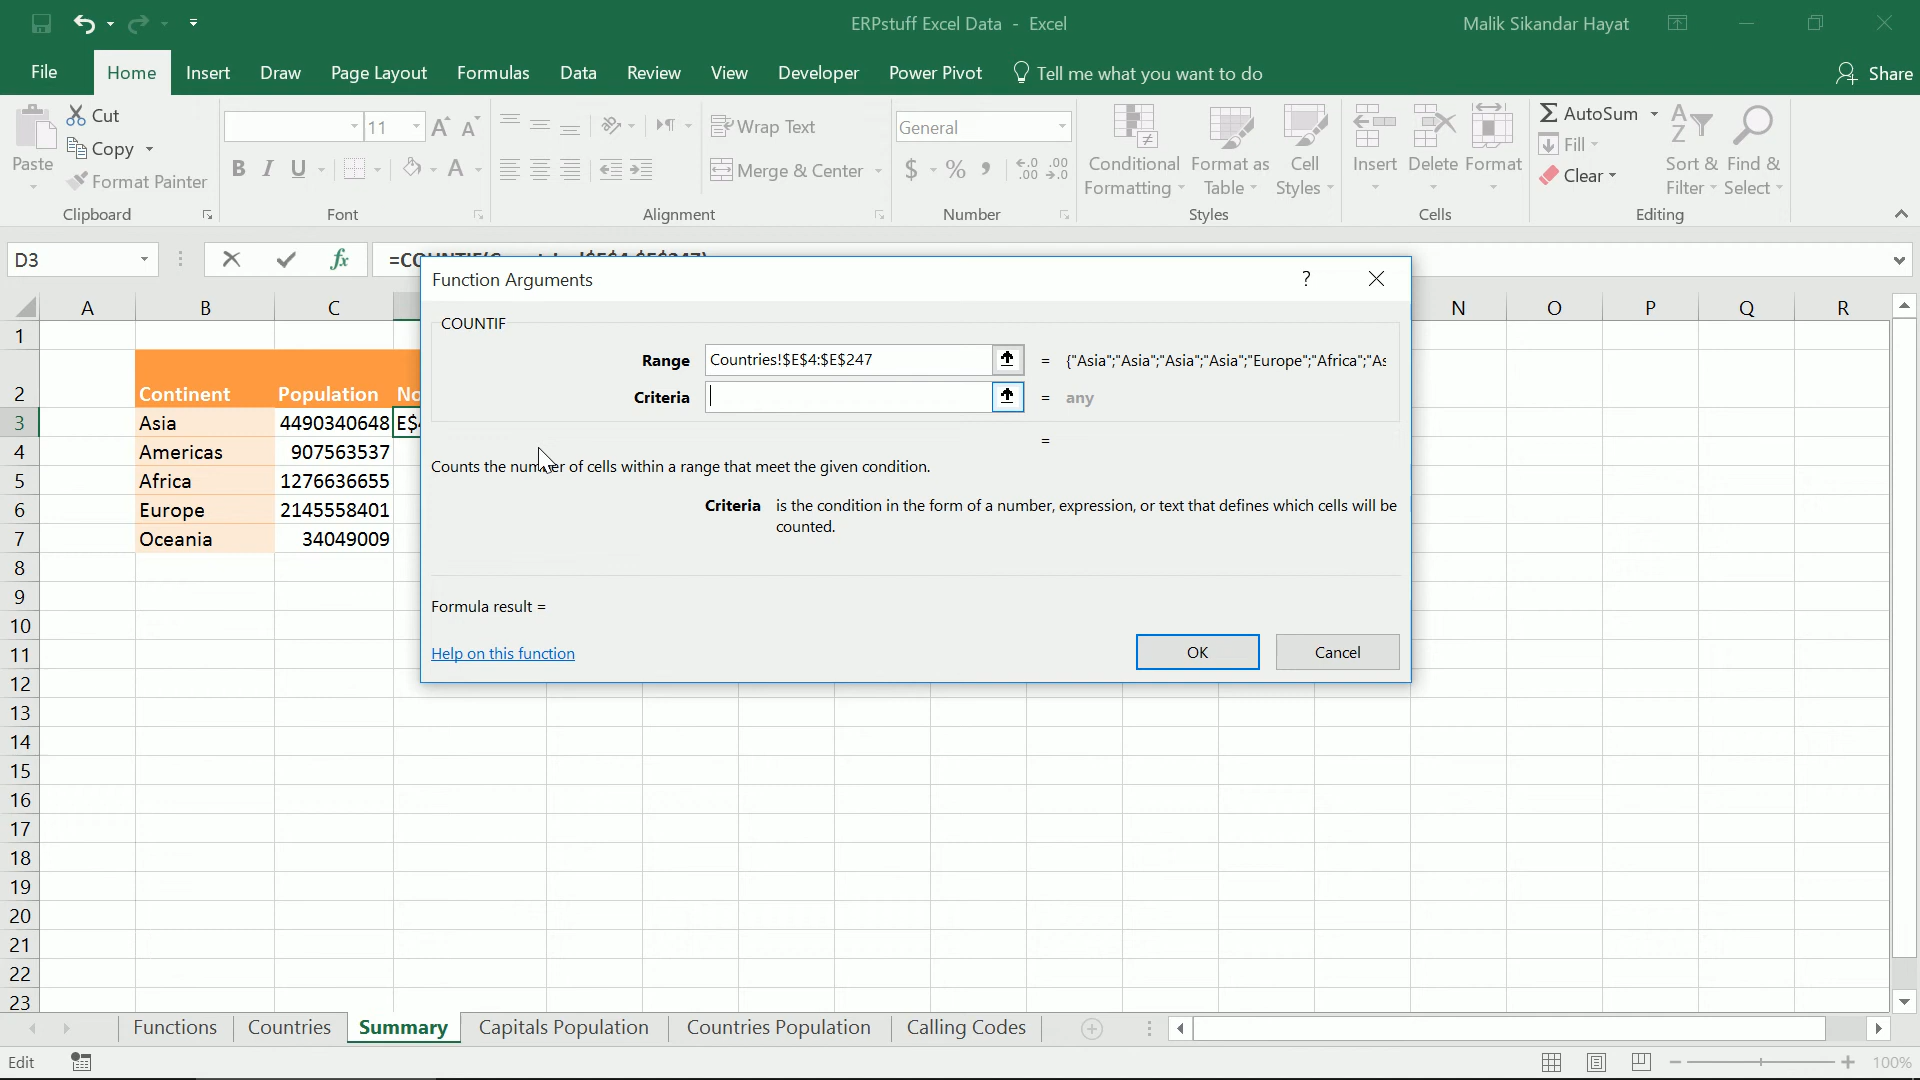 ERPstuff Excel Data - Excel
Malik Sikandar Hayat
File Home Insert Draw Page Layout Formulas Data Review View Developer Power Pivot Tell me what you want to do Share
Paste
Cut
Copy
Format Painter
Clipboard
11
B I U
Font
Wrap Text
Merge & Center
Alignment
General
$ % ,
Number
Conditional Formatting
Format as Table
Cell Styles
Styles
Insert Delete Format
Cells
AutoSum
Fill
Clear
Sort & Filter
Find & Select
Editing
D3
fx
A B C N O P Q R
1
2 Continent Population
3 Asia 4490340648
4 Americas 907563537
5 Africa 1276636655
6 Europe 2145558401
7 Oceania 34049009
8
9
10
11
12
13
14
15
16
17
18
19
20
21
22
23
Function Arguments ?
COUNTIF
Range Countries!$E$4:$E$247 = {"Asia";"Asia";"Asia";"Asia";"Europe";"Africa";"As
Criteria = any
=
Counts the number of cells within a range that meet the given condition.
Criteria is the condition in the form of a number, expression, or text that defines which cells will be
counted.
Formula result =
Help on this function
OK Cancel
Functions Countries Summary Capitals Population Countries Population Calling Codes
Edit
100%